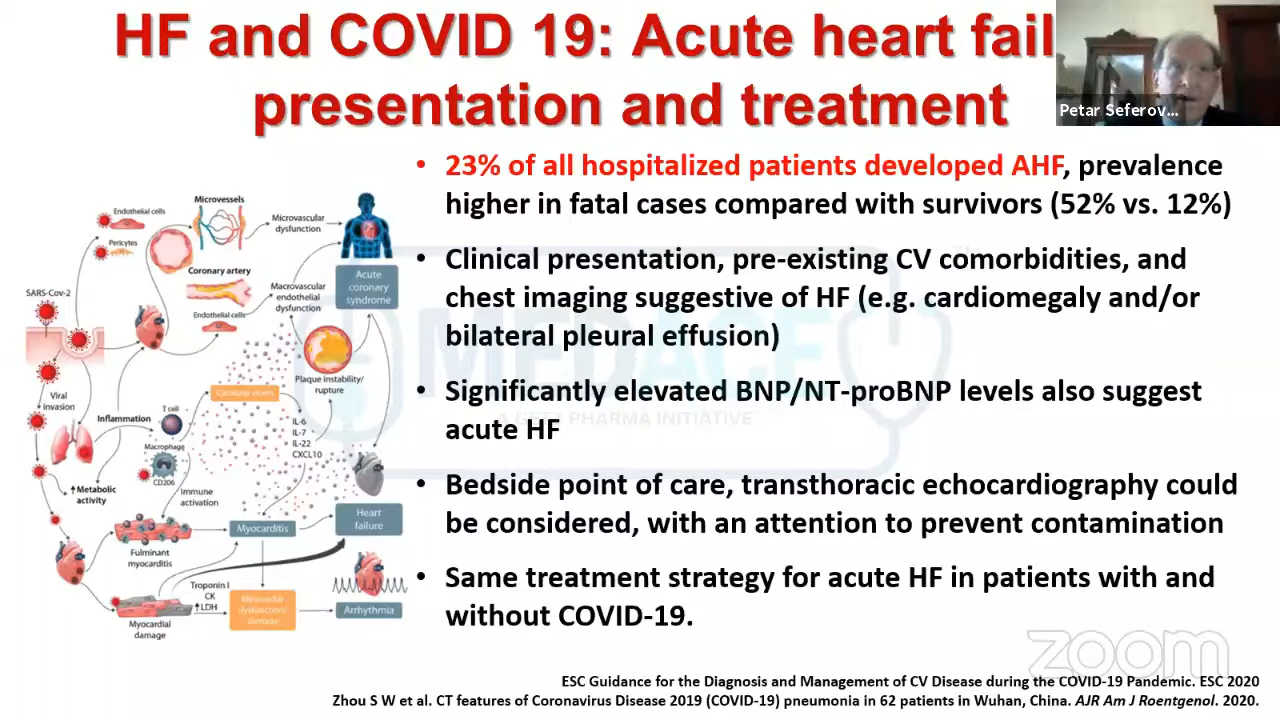 HF and COVID 19: Acute heart fail
presentation and treatment
Petar Seferov...
• 23% of all hospitalized patients developed AHF, prevalence
higher in fatal cases compared with survivors (52% vs. 12%)
• Clinical presentation, pre-existing CV comorbidities, and
chest imaging suggestive of HF (e.g. cardiomegaly and/or
bilateral pleural effusion)
• Significantly elevated BNP/NT-proBNP levels also suggest
acute HF
• Bedside point of care, transthoracic echocardiography could
be considered, with an attention to prevent contamination
• Same treatment strategy for acute HF in patients with and
without COVID-19.
Microvessels
Endothelial cells
Pericytes
Microvascular
dysfunction
Coronary artery
Macrovascular
endothelial
dysfunction
Endothelial cells
Acute
coronary
syndrome
SARS-Cov-2
Plaque instability/
rupture
Viral
invasion
Cytokine storm
Inflammation
T cell
IL-6
IL-7
IL-22
CXCL10
Macrophage
CD206
Metabolic
activity
Immune
activation
Myocarditis
Heart
failure
Fulminant
myocarditis
Troponin I
CK
LDH
Myocardial
damage
Myocardial
dysfunction/
damage
Arrhythmia
MEDACE
A GETZ PHARMA INITIATIVE
zoom
ESC Guidance for the Diagnosis and Management of CV Disease during the COVID-19 Pandemic. ESC 2020
Zhou S W et al. CT features of Coronavirus Disease 2019 (COVID-19) pneumonia in 62 patients in Wuhan, China. AJR Am J Roentgenol. 2020.